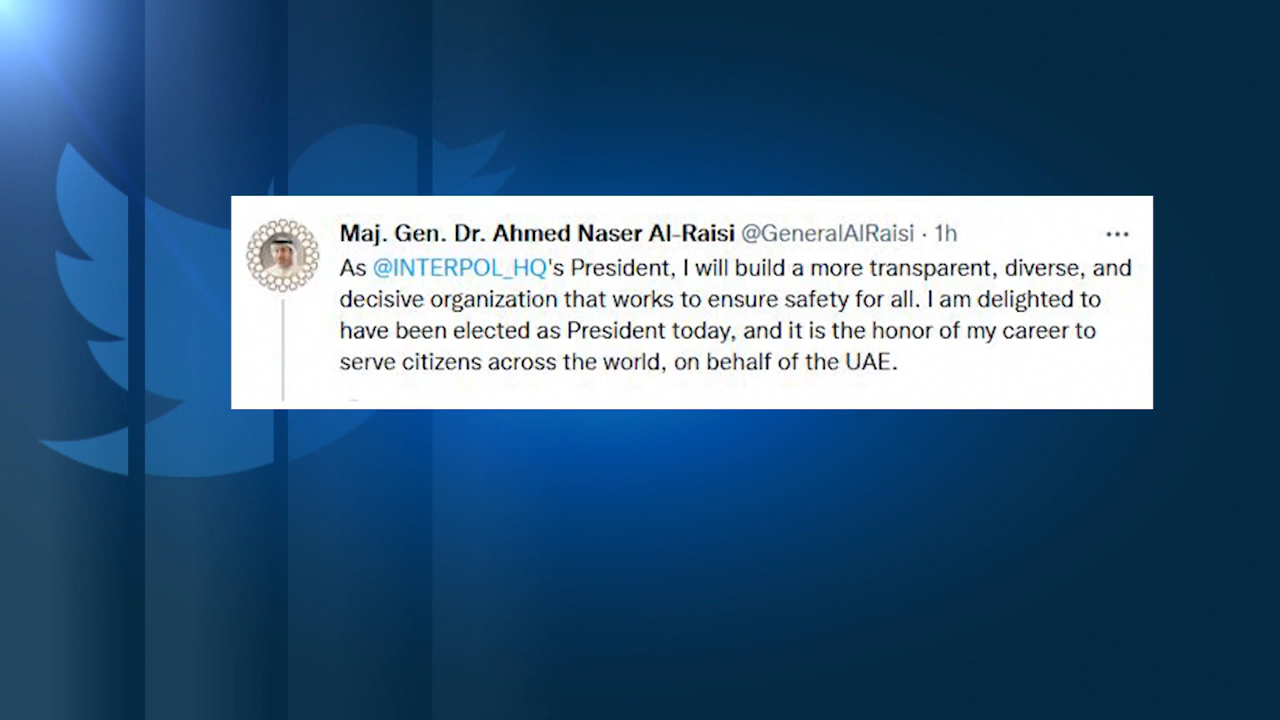 Maj. Gen. Dr. Ahmed Naser Al-Raisi @GeneralAlRaisi · 1h ···
As @INTERPOL_HQ's President, I will build a more transparent, diverse, and
decisive organization that works to ensure safety for all. I am delighted to
have been elected as President today, and it is the honor of my career to
serve citizens across the world, on behalf of the UAE.